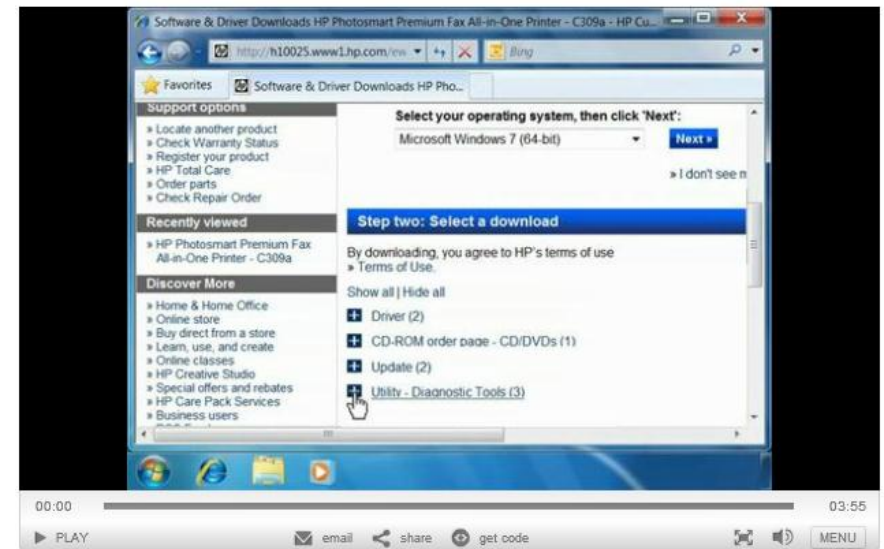 Software & Driver Downloads HP Photosmart Premium Fax All-in-One Printer - C309a - HP Cu...
http://h10025.www1.hp.com/ew
Bing
Favorites
Software & Driver Downloads HP Pho...
Support options
» Locate another product
» Check Warranty Status
» Register your product
» HP Total Care
» Order parts
» Check Repair Order
Recently viewed
» HP Photosmart Premium Fax
All-in-One Printer - C309a
Discover More
» Home & Home Office
» Online store
» Buy direct from a store
» Learn, use, and create
» Online classes
» HP Creative Studio
» Special offers and rebates
» HP Care Pack Services
» Business users
Select your operating system, then click 'Next':
Microsoft Windows 7 (64-bit)
Next »
» I don't see m
Step two: Select a download
By downloading, you agree to HP's terms of use
» Terms of Use.
Show all | Hide all
Driver (2)
CD-ROM order page - CD/DVDs (1)
Update (2)
Utility - Diagnostic Tools (3)
00:00
03:55
PLAY
email
share
get code
MENU